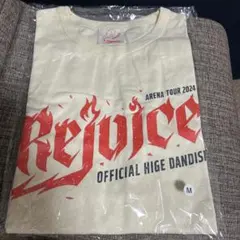 ARENA TOUR 2024
Rejoice
OFFICIAL HIGE DANDISM
M